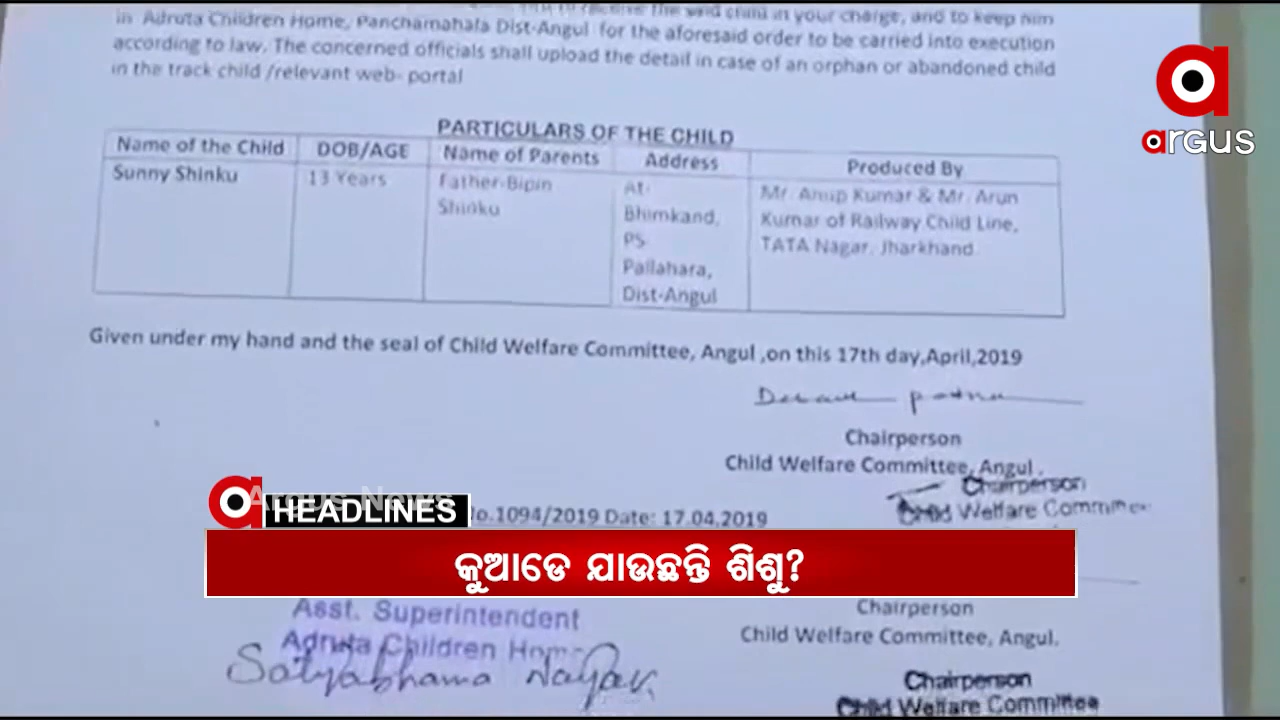 in Adruta Children Home, Panchamahala Dist-Angul for the aforesaid order to be carried into execution
according to law. The concerned officials shall upload the detail in case of an orphan or abandoned child
in the track child /relevant web- portal
argus
PARTICULARS OF THE CHILD
Name of the Child DOB/AGE Name of Parents Address Produced By
Sunny Shinku 13 Years Father-Bipin Shinku At- Bhimkand, PS Pallahara, Dist-Angul Mr. Anup Kumar & Mr. Arun Kumar of Railway Child Line, TATA Nagar, Jharkhand
Given under my hand and the seal of Child Welfare Committee, Angul ,on this 17th day,April,2019
Chairperson
Child Welfare Committee, Angul .
Chairperson
Child Welfare Committee
Argus News
HEADLINES
No.1094/2019 Date: 17.04.2019
କୁଆଡେ ଯାଉଛନ୍ତି ଶିଶୁ?
Asst. Superintendent
Adruta Children Home
Satyabhama Nayak
Chairperson
Child Welfare Committee, Angul.
Chairperson
Child Welfare Committee